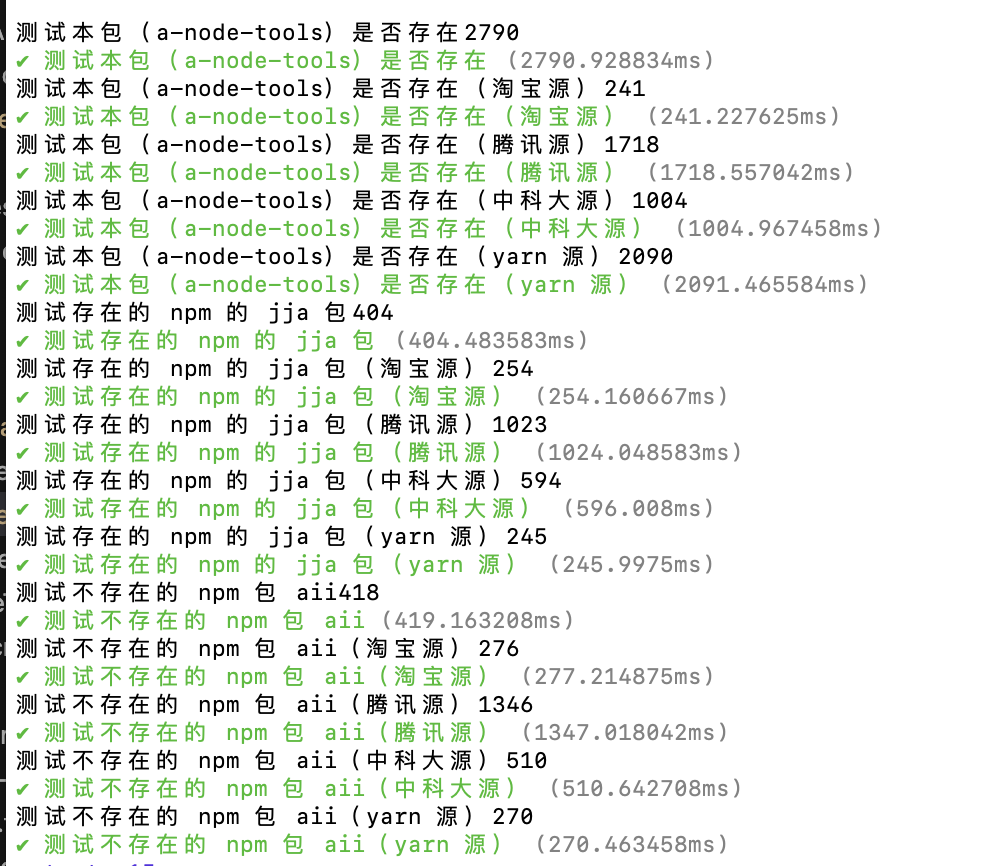 测试本包（a-node-tools）是否存在2790
✔ 测试本包（a-node-tools）是否存在 (2790.928834ms)
测试本包（a-node-tools）是否存在（淘宝源）241
✔ 测试本包（a-node-tools）是否存在（淘宝源） (241.227625ms)
测试本包（a-node-tools）是否存在（腾讯源）1718
✔ 测试本包（a-node-tools）是否存在（腾讯源） (1718.557042ms)
测试本包（a-node-tools）是否存在（中科大源）1004
✔ 测试本包（a-node-tools）是否存在（中科大源） (1004.967458ms)
测试本包（a-node-tools）是否存在（yarn 源）2090
✔ 测试本包（a-node-tools）是否存在（yarn 源） (2091.465584ms)
测试存在的 npm 的 jja 包404
✔ 测试存在的 npm 的 jja 包 (404.483583ms)
测试存在的 npm 的 jja 包（淘宝源）254
✔ 测试存在的 npm 的 jja 包（淘宝源） (254.160667ms)
测试存在的 npm 的 jja 包（腾讯源）1023
✔ 测试存在的 npm 的 jja 包（腾讯源） (1024.048583ms)
测试存在的 npm 的 jja 包（中科大源）594
✔ 测试存在的 npm 的 jja 包（中科大源） (596.008ms)
测试存在的 npm 的 jja 包（yarn 源）245
✔ 测试存在的 npm 的 jja 包（yarn 源） (245.9975ms)
测试不存在的 npm 包 aii418
✔ 测试不存在的 npm 包 aii (419.163208ms)
测试不存在的 npm 包 aii（淘宝源）276
✔ 测试不存在的 npm 包 aii（淘宝源） (277.214875ms)
测试不存在的 npm 包 aii（腾讯源）1346
✔ 测试不存在的 npm 包 aii（腾讯源） (1347.018042ms)
测试不存在的 npm 包 aii（中科大源）510
✔ 测试不存在的 npm 包 aii（中科大源） (510.642708ms)
测试不存在的 npm 包 aii（yarn 源）270
✔ 测试不存在的 npm 包 aii（yarn 源） (270.463458ms)